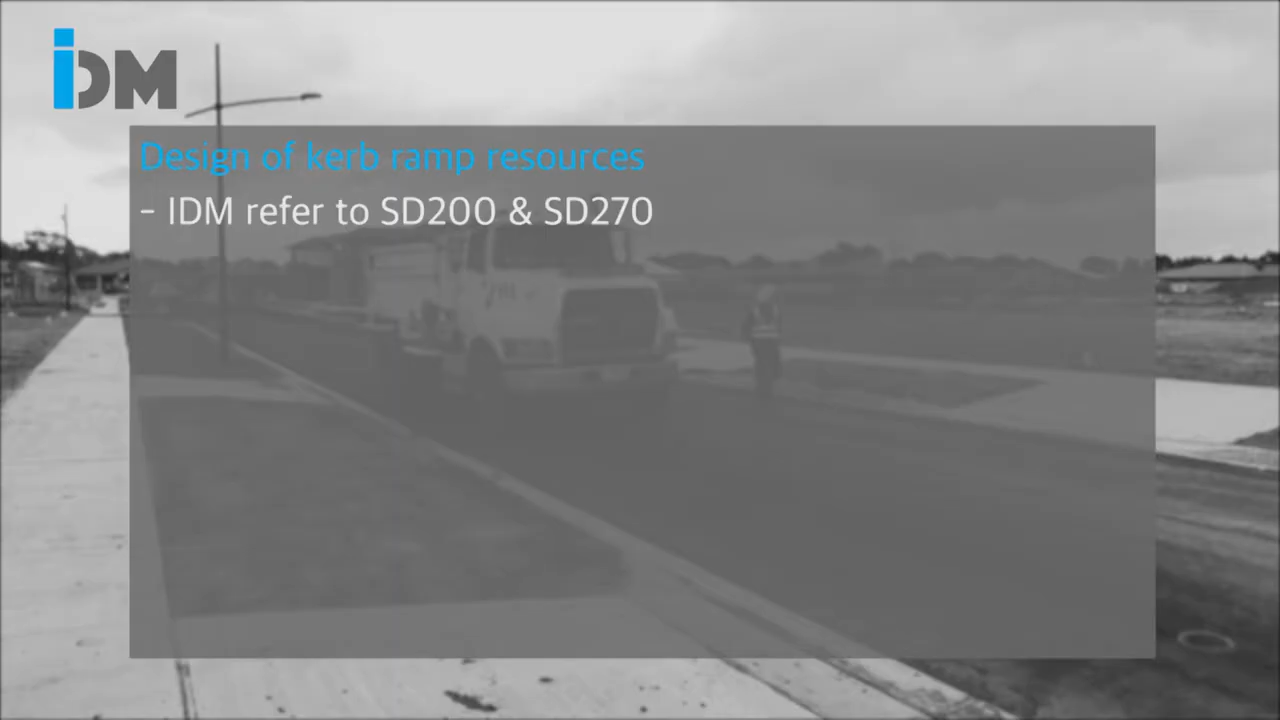 iDM
Design of kerb ramp resources
- IDM refer to SD200 & SD270